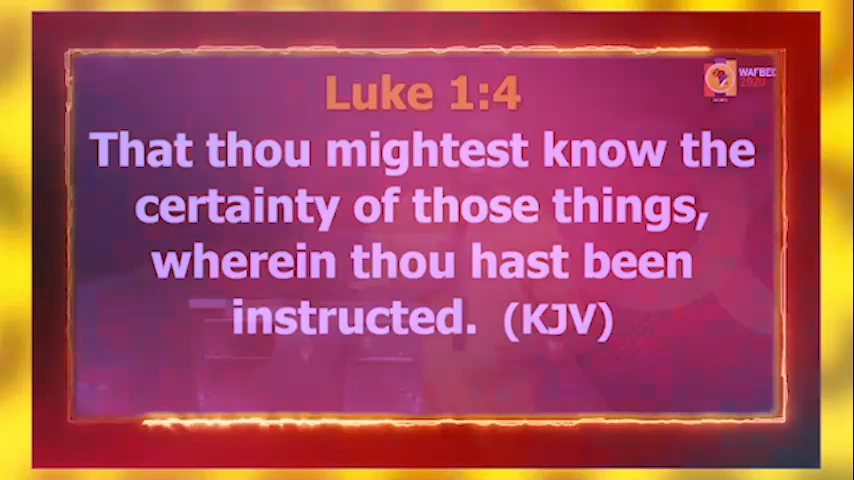 Luke 1:4
WAFBEC
2020
That thou mightest know the
certainty of those things,
wherein thou hast been
instructed. (KJV)